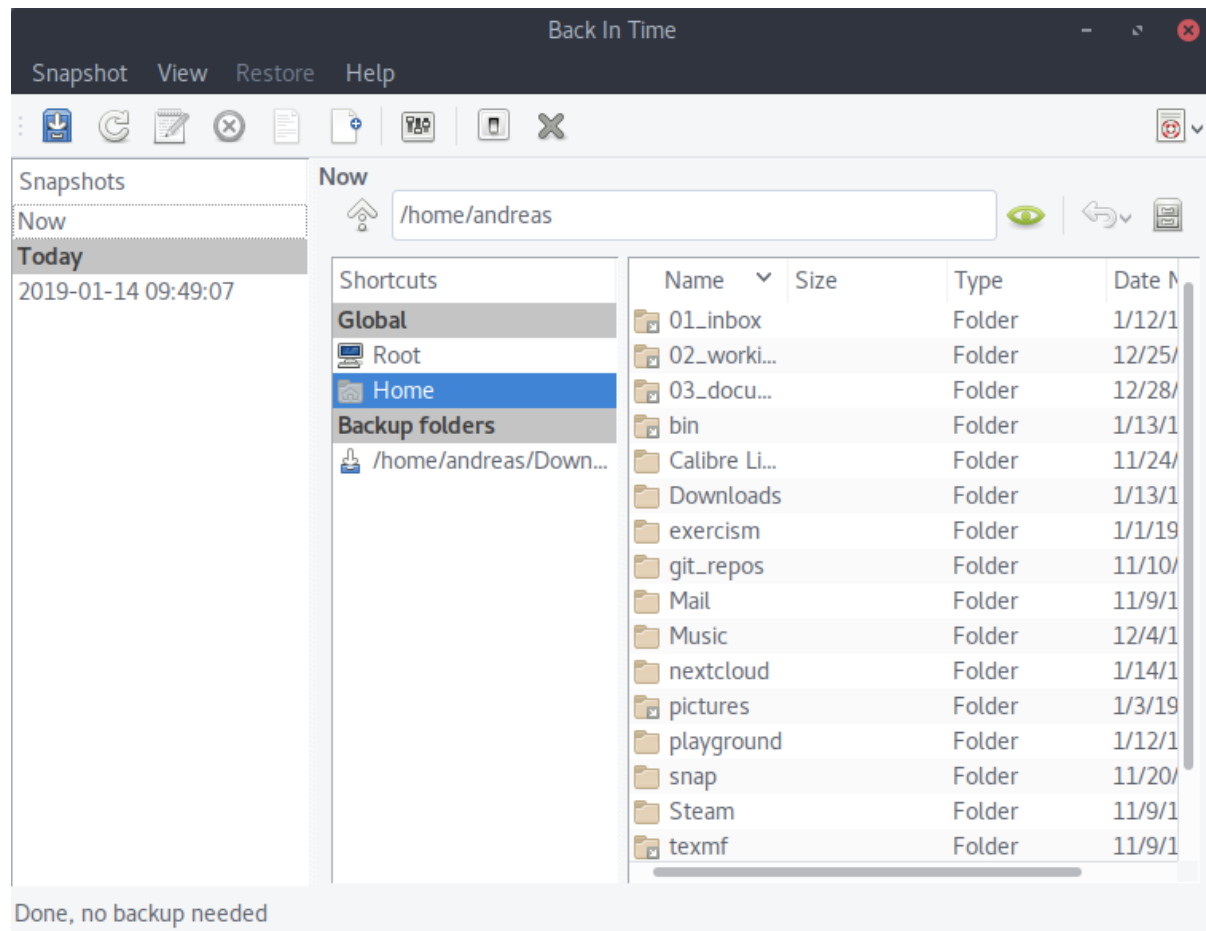 Back In Time
Snapshot View Restore Help
Snapshots
Now
Today
2019-01-14 09:49:07
Now
/home/andreas
Shortcuts
Global
Root
Home
Backup folders
/home/andreas/Down...
Name Size Type Date
01_inbox Folder 1/12/1
02_worki... Folder 12/25/
03_docu... Folder 12/28/
bin Folder 1/13/1
Calibre Li... Folder 11/24/
Downloads Folder 1/13/1
exercism Folder 1/1/19
git_repos Folder 11/10/
Mail Folder 11/9/1
Music Folder 12/4/1
nextcloud Folder 1/14/1
pictures Folder 1/3/19
playground Folder 1/12/1
snap Folder 11/20/
Steam Folder 11/9/1
texmf Folder 11/9/1
Done, no backup needed